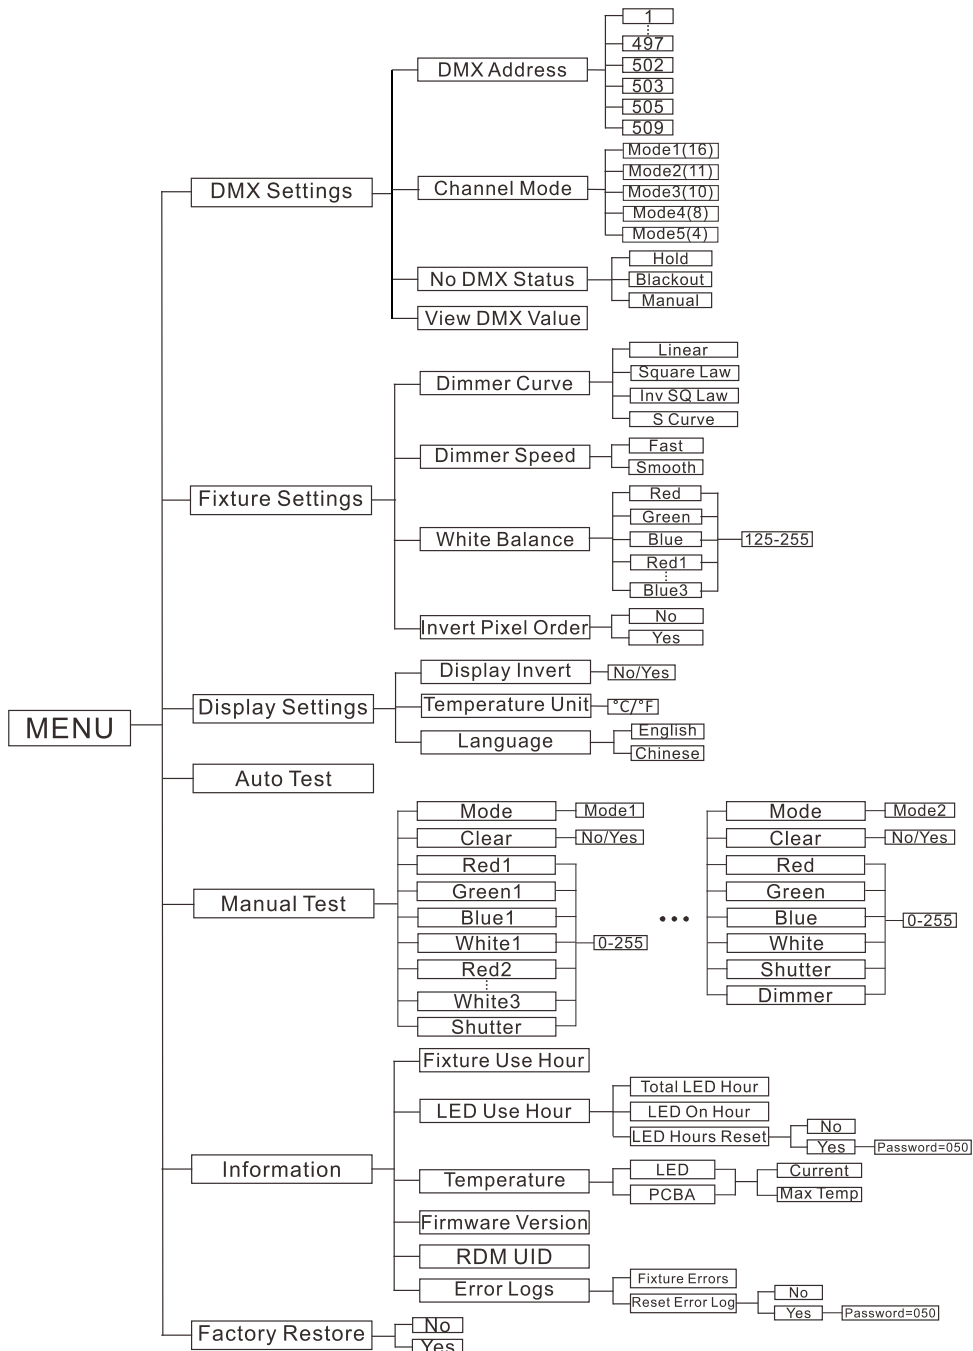 MENU
DMX Settings
DMX Address
1
497
502
503
505
509
Channel Mode
Mode1(16)
Mode2(11)
Mode3(10)
Mode4(8)
Mode5(4)
No DMX Status
Hold
Blackout
Manual
View DMX Value
Fixture Settings
Dimmer Curve
Linear
Square Law
Inv SQ Law
S Curve
Dimmer Speed
Fast
Smooth
White Balance
Red
Green
Blue
Red1
Blue3
125-255
Invert Pixel Order
No
Yes
Display Settings
Display Invert
No/Yes
Temperature Unit
°C/°F
Language
English
Chinese
Auto Test
Manual Test
Mode
Mode1
Clear
No/Yes
Red1
Green1
Blue1
White1
Red2
White3
Shutter
0-255
•••
Mode
Mode2
Clear
No/Yes
Red
Green
Blue
White
Shutter
Dimmer
0-255
Information
Fixture Use Hour
LED Use Hour
Total LED Hour
LED On Hour
LED Hours Reset
No
Yes
Password=050
Temperature
LED
PCBA
Current
Max Temp
Firmware Version
RDM UID
Error Logs
Fixture Errors
Reset Error Log
No
Yes
Password=050
Factory Restore
No
Yes